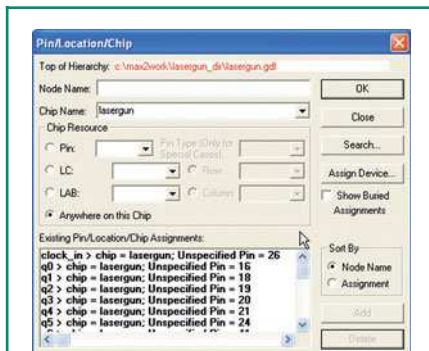 Pin/Location/Chip
Top of Hierarchy: c:\max2work\lasergun_dir\lasergun.gdf
Node Name:
OK
Chip Name: lasergun
Close
Chip Resource
Pin:
Pin Type (Only for Special Cases):
Search...
LC:
Row
Assign Device...
LAB:
Column
Show Buried Assignments
Anywhere on this Chip
Existing Pin/Location/Chip Assignments:
Sort By
clock_in > chip = lasergun; Unspecified Pin = 26
q0 > chip = lasergun; Unspecified Pin = 16
Node Name
q1 > chip = lasergun; Unspecified Pin = 18
Assignment
q2 > chip = lasergun; Unspecified Pin = 19
q3 > chip = lasergun; Unspecified Pin = 20
q4 > chip = lasergun; Unspecified Pin = 21
Add
q5 > chip = lasergun; Unspecified Pin = 24
Delete